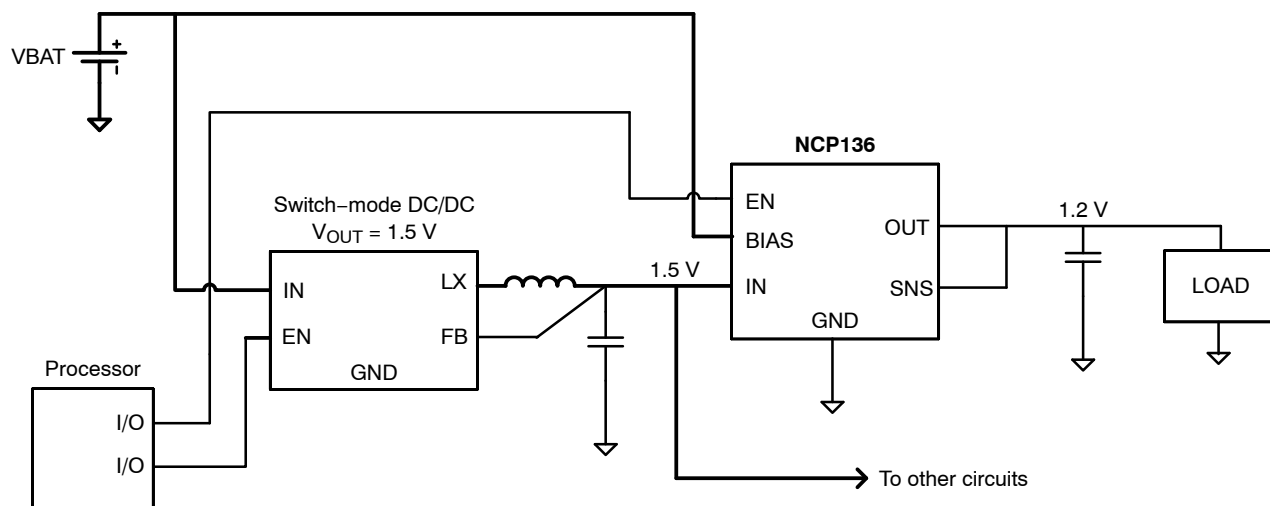 VBAT
+
−
NCP136
Switch−mode DC/DC
VOUT = 1.5 V
EN
BIAS
IN
OUT
SNS
GND
1.2 V
LOAD
1.5 V
IN
EN
LX
FB
GND
Processor
I/O
I/O
To other circuits